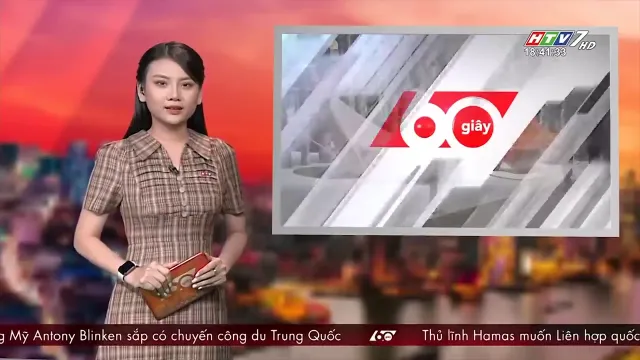 HTV7 HD
18:41:33
60 giây
g Mỹ Antony Blinken sắp có chuyến công du Trung Quốc 60 Thủ lĩnh Hamas muốn Liên hợp quốc